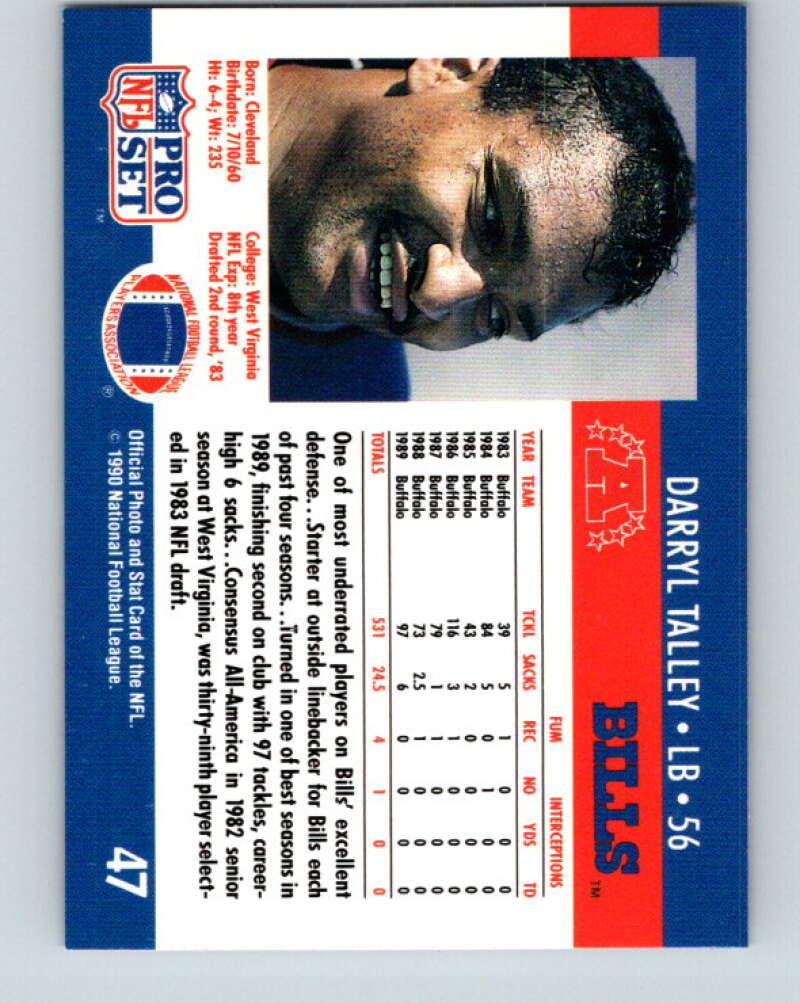 DARRYL TALLEY • LB • 56
A
BILLS™
Born: Cleveland
Birthdate: 7/10/60
Ht: 6-4; Wt: 235
College: West Virginia
NFL Exp: 8th year
Drafted 2nd round, '83
FUM INTERCEPTIONS
YEAR TEAM TCKL SACKS REC NO YDS TD
1983 Buffalo 39 5 1 0 0 0
1984 Buffalo 84 5 0 1 0 0
1985 Buffalo 43 2 0 0 0 0
1986 Buffalo 116 3 1 0 0 0
1987 Buffalo 79 1 1 0 0 0
1988 Buffalo 73 2.5 1 0 0 0
1989 Buffalo 97 6 0 0 0 0
TOTALS 531 24.5 4 1 0 0
One of most underrated players on Bills' excellent
defense. . .Starter at outside linebacker for Bills each
of past four seasons. . .Turned in one of best seasons in
1989, finishing second on club with 97 tackles, career-
high 6 sacks. . .Consensus All-America in 1982 senior
season at West Virginia, was thirty-ninth player select-
ed in 1983 NFL draft.
NFL PRO SET™
NATIONAL FOOTBALL LEAGUE
PLAYERS ASSOCIATION ®
Official Photo and Stat Card of the NFL.
© 1990 National Football League.
47